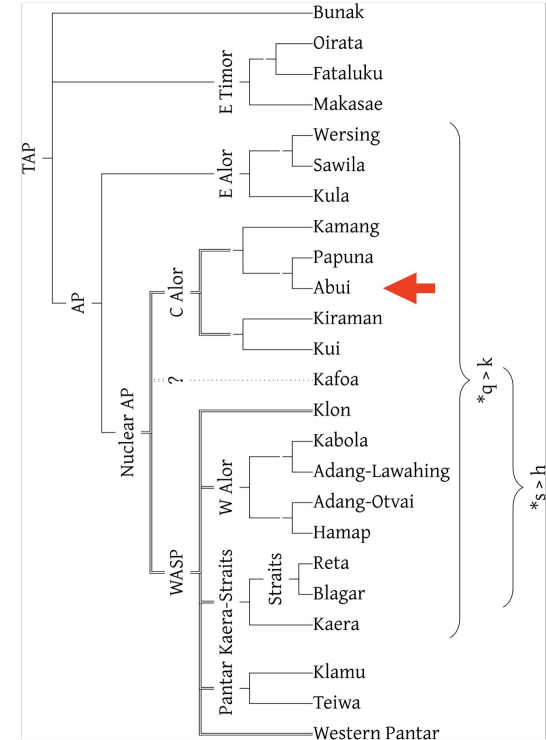 Bunak
Oirata
Fataluku
E Timor
Makasae
Wersing
TAP
Sawila
E Alor
Kula
Kamang
Papuna
C Alor
Abui
AP
Kiraman
Kui
?
Kafoa
*q > k
Nuclear AP
Klon
Kabola
W Alor
Adang-Lawahing
*s > h
Adang-Otvai
Hamap
WASP
Reta
Straits
Blagar
Kaera-Straits
Kaera
Klamu
Pantar
Teiwa
Western Pantar